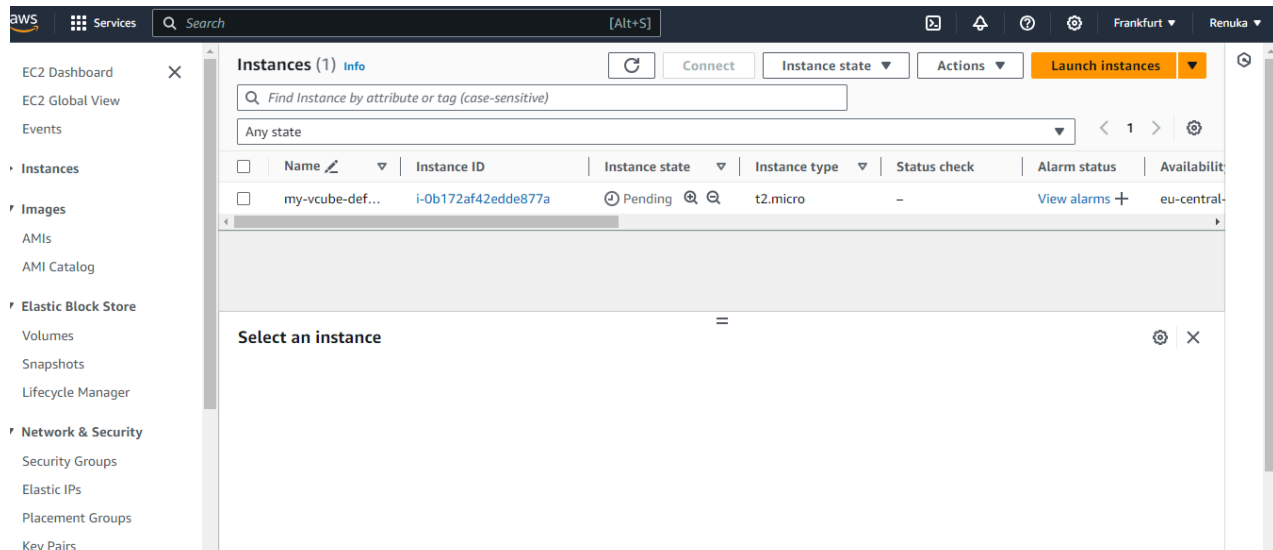 aws Services Search [Alt+S] Frankfurt Renuka
EC2 Dashboard
EC2 Global View
Events
Instances
Images
AMIs
AMI Catalog
Elastic Block Store
Volumes
Snapshots
Lifecycle Manager
Network & Security
Security Groups
Elastic IPs
Placement Groups
Key Pairs
Instances (1) Info Connect Instance state Actions Launch instances
Find Instance by attribute or tag (case-sensitive)
Any state 1
Name Instance ID Instance state Instance type Status check Alarm status Availabilit
my-vcube-def... i-0b172af42edde877a Pending t2.micro – View alarms + eu-central-
Select an instance